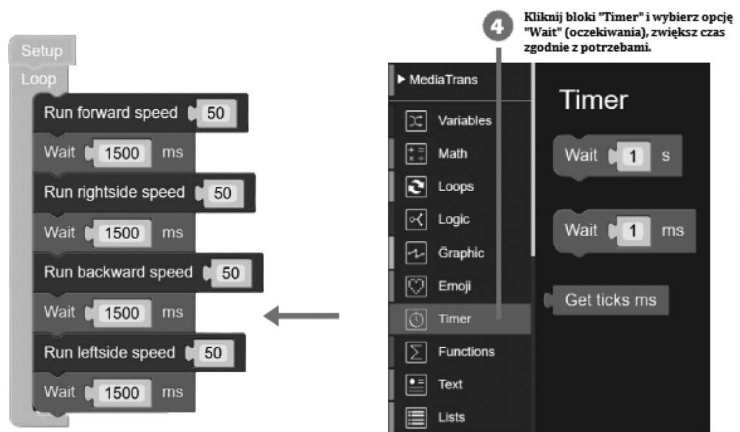 4
Kliknij bloki "Timer" i wybierz opcję
"Wait" (oczekiwania), zwiększ czas
zgodnie z potrzebami.
Setup
Loop
Run forward speed 50
Wait 1500 ms
Run rightside speed 50
Wait 1500 ms
Run backward speed 50
Wait 1500 ms
Run leftside speed 50
Wait 1500 ms
MediaTrans
Variables
Math
Loops
Logic
Graphic
Emoji
Timer
Functions
Text
Lists
Timer
Wait 1 s
Wait 1 ms
Get ticks ms